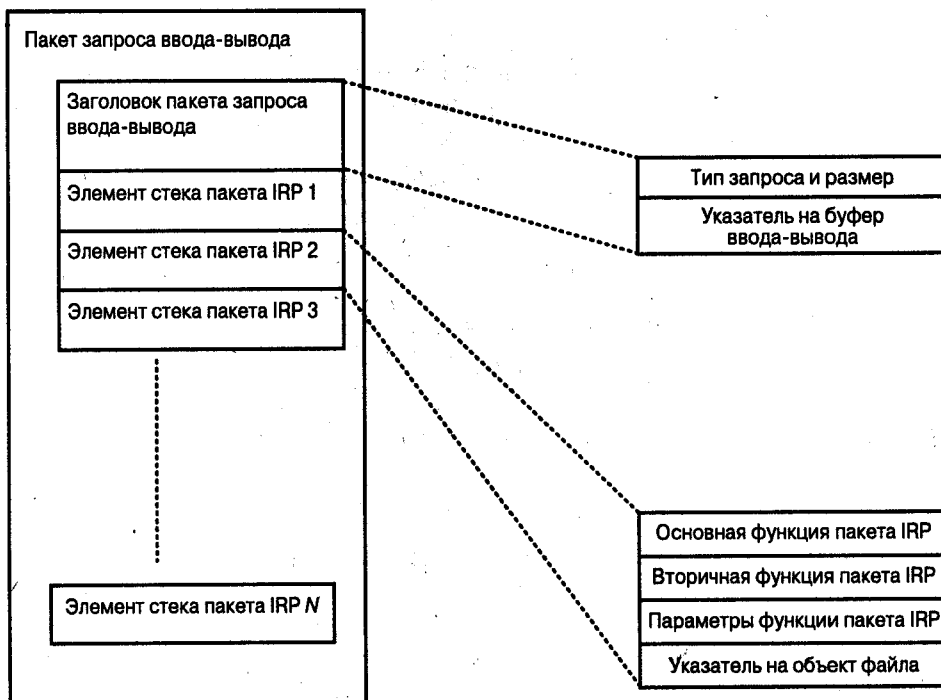 Пакет запроса ввода-вывода
Заголовок пакета запроса
ввода-вывода
Элемент стека пакета IRP 1
Элемент стека пакета IRP 2
Элемент стека пакета IRP 3
Элемент стека пакета IRP N
Тип запроса и размер
Указатель на буфер
ввода-вывода
Основная функция пакета IRP
Вторичная функция пакета IRP
Параметры функции пакета IRP
Указатель на объект файла